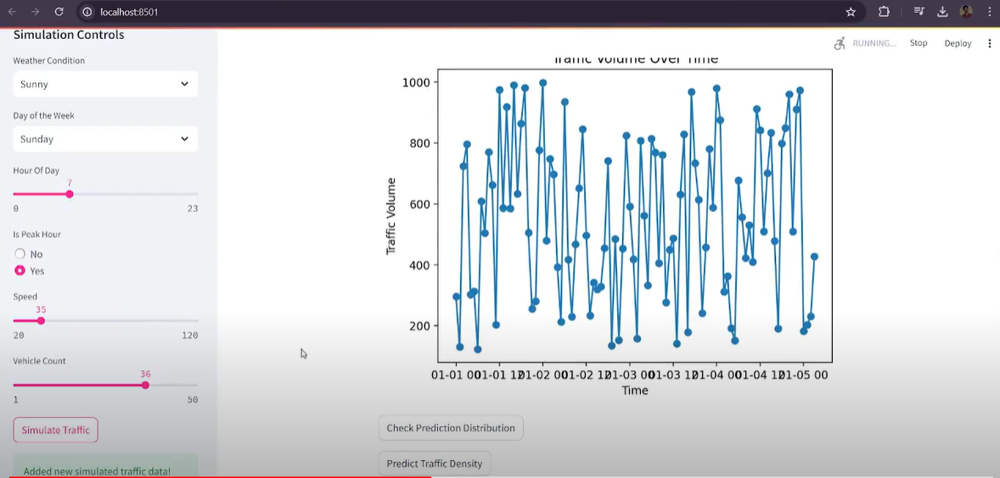 localhost:8501
Simulation Controls
RUNNING...
Stop
Deploy
Weather Condition
Sunny
Day of the Week
Sunday
Hour Of Day
7
0 23
Is Peak Hour
No
Yes
Speed
35
20 120
Vehicle Count
36
1 50
Simulate Traffic
Added new simulated traffic data!
Traffic Volume Over Time
Traffic Volume
1000
800
600
400
200
01-01 00 01-01 12 01-02 00 01-02 12 01-03 00 01-03 12 01-04 00 01-04 12 01-05 00
Time
Check Prediction Distribution
Predict Traffic Density